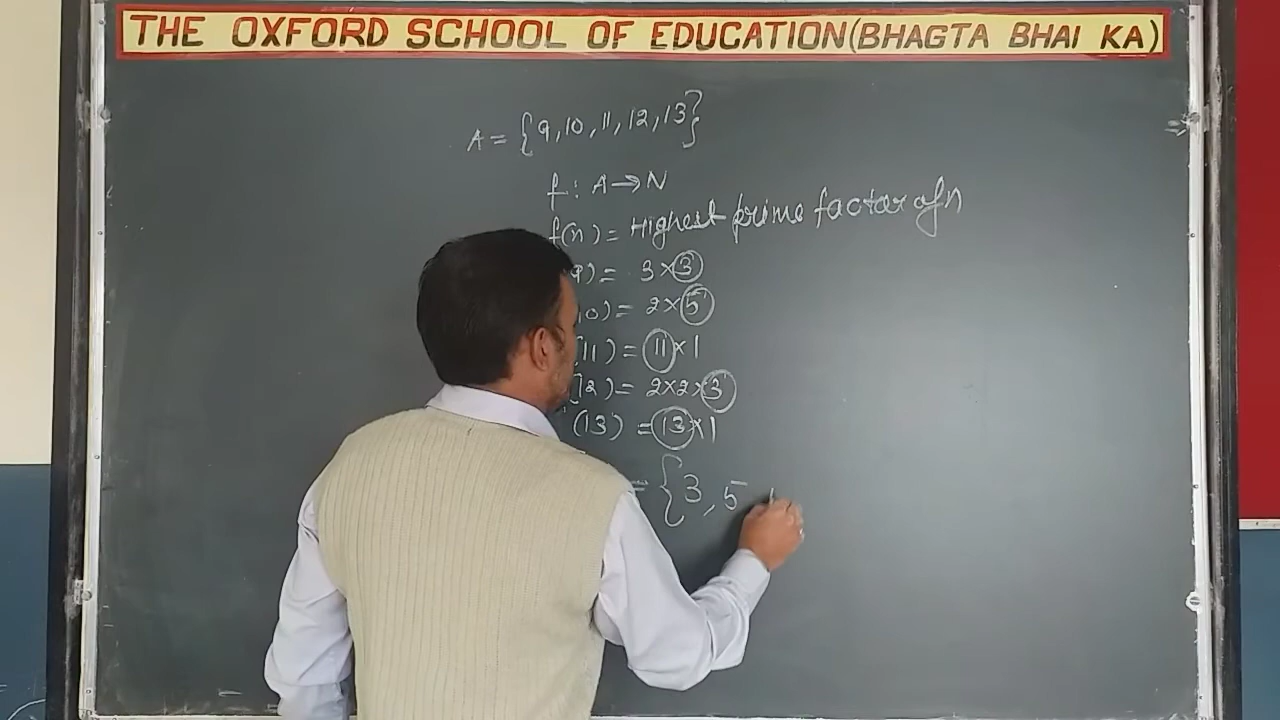 THE OXFORD SCHOOL OF EDUCATION(BHAGTA BHAI KA)
A = {9,10,11,12,13}
f : A→N
f(n) = Highest prime factor of n
9) = 3×3
10) = 2×5
(11) = 11×1
(12) = 2×2×3
(13) = 13×1
= {3, 5